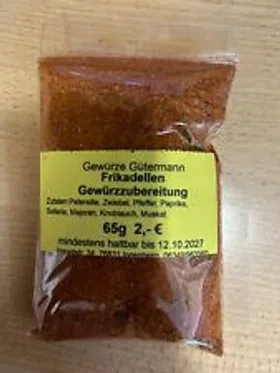 Gewürze Gütermann
Frikadellen
Gewürzzubereitung
Zutaten: Petersilie, Zwiebel, Pfeffer, Paprika,
Sellerie, Majoran, Knoblauch, Muskat
65g 2,-€
mindestens haltbar bis 12.10.2027